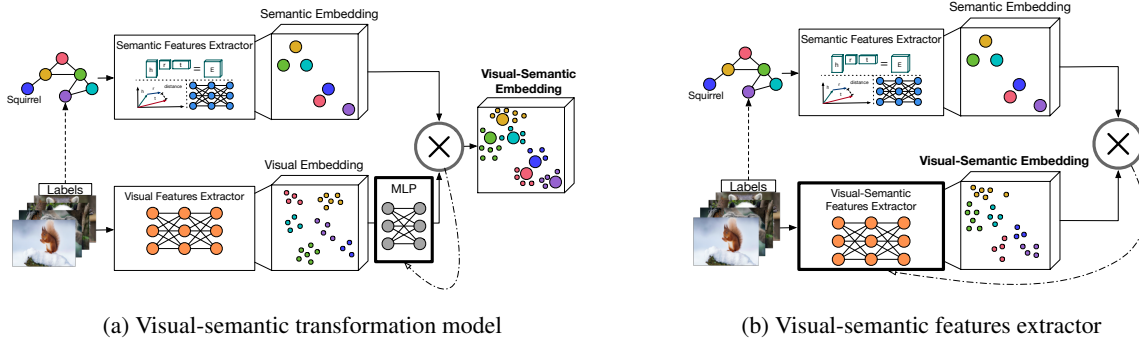 Semantic Embedding
Semantic Features Extractor
h r t = E
h r t distance
Squirrel
Visual-Semantic
Embedding
Visual Embedding
Labels
Visual Features Extractor
MLP
(a) Visual-semantic transformation model
Semantic Embedding
Semantic Features Extractor
h r t = E
h r t distance
Squirrel
Visual-Semantic Embedding
Labels
Visual-Semantic
Features Extractor
(b) Visual-semantic features extractor